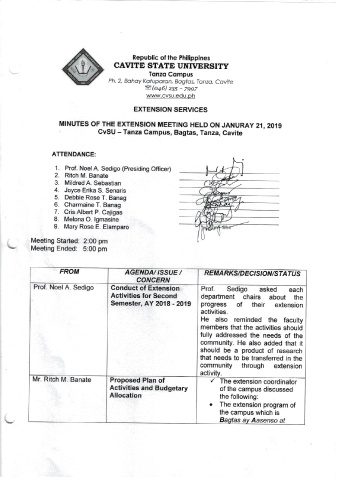 Republic of the Philippines
CAVITE STATE UNIVERSITY
Tanza Campus
Ph. 2, Bahay Katuparan, Bagtas, Tanza, Cavite
☏(046) 235 - 7997
www.cvsu.edu.ph
EXTENSION SERVICES
MINUTES OF THE EXTENSION MEETING HELD ON JANURAY 21, 2019
CvSU – Tanza Campus, Bagtas, Tanza, Cavite
ATTENDANCE:
1. Prof. Noel A. Sedigo (Presiding Officer)
2. Ritch M. Banate
3. Mildred A. Sebastian
4. Joyce Erika S. Senaris
5. Debbie Rose T. Banag
6. Charmaine T. Banag
7. Cris Albert P. Cajigas
8. Melona O. Igmasine
9. Mary Rose E. Elamparo
Meeting Started: 2:00 pm
Meeting Ended: 5:00 pm
FROM
AGENDA/ ISSUE /
CONCERN
REMARKS/DECISION/STATUS
Prof. Noel A. Sedigo
Conduct of Extension
Activities for Second
Semester, AY 2018 - 2019
Prof. Sedigo asked each
department chairs about the
progress of their extension
activities.
He also reminded the faculty
members that the activities should
fully addressed the needs of the
community. He also added that it
should be a product of research
that needs to be transferred in the
community through extension
activity.
Mr. Ritch M. Banate
Proposed Plan of
Activities and Budgetary
Allocation
✓ The extension coordinator
of the campus discussed
the following:
• The extension program of
the campus which is
Bagtas ay Aasenso at